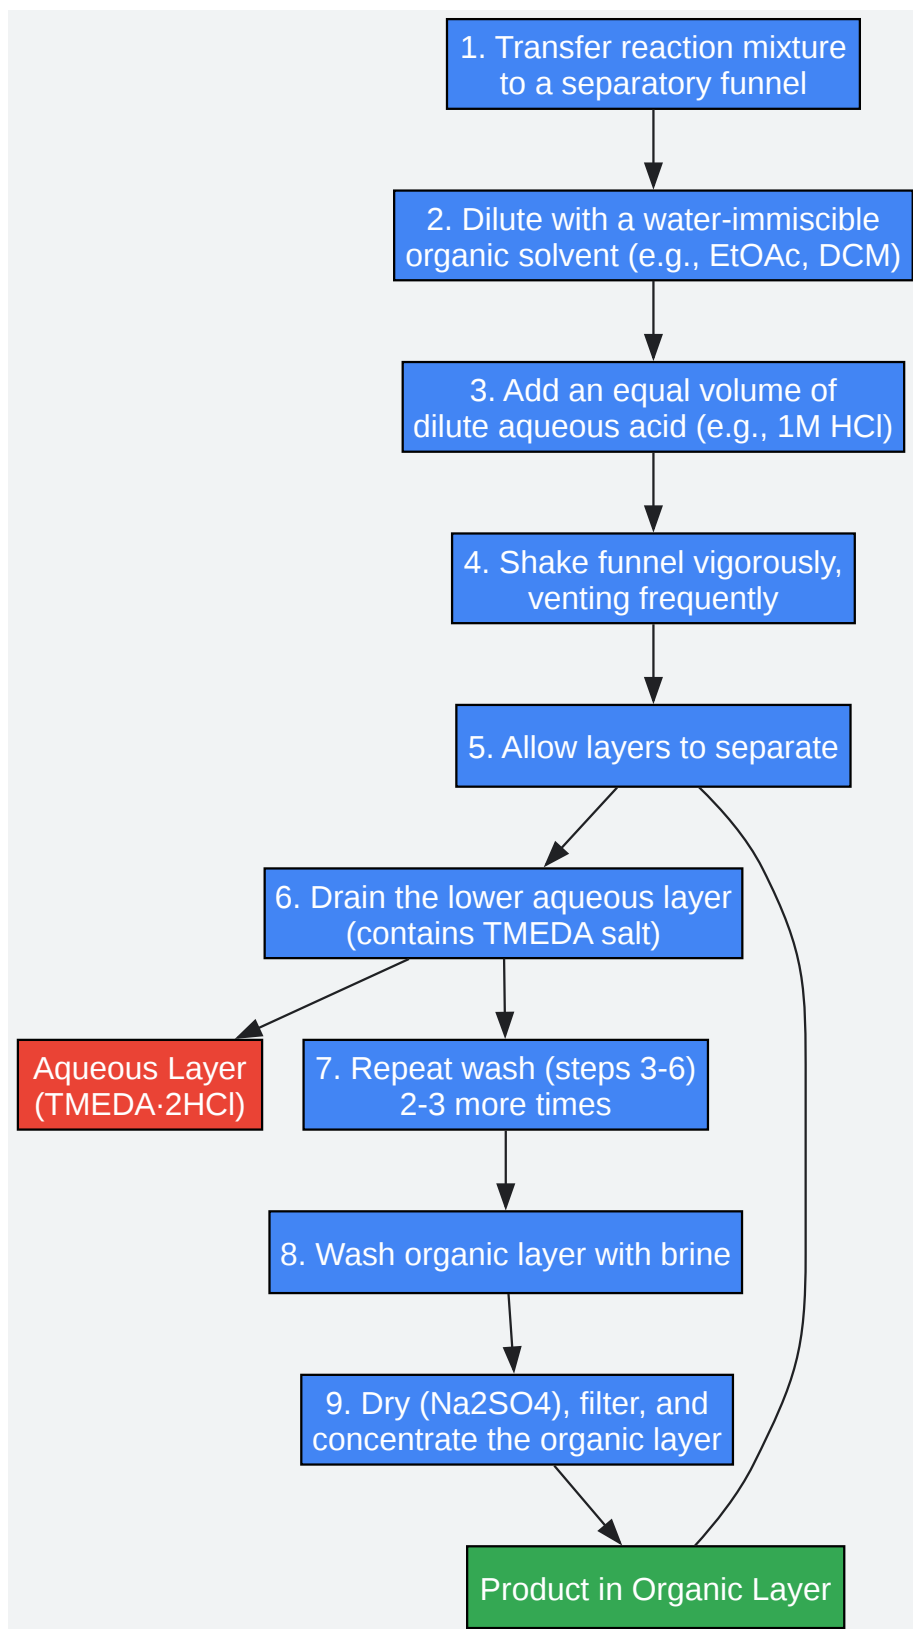 1. Transfer reaction mixture
to a separatory funnel
2. Dilute with a water-immiscible
organic solvent (e.g., EtOAc, DCM)
3. Add an equal volume of
dilute aqueous acid (e.g., 1M HCl)
4. Shake funnel vigorously,
venting frequently
5. Allow layers to separate
6. Drain the lower aqueous layer
(contains TMEDA salt)
Aqueous Layer
(TMEDA·2HCl)
7. Repeat wash (steps 3-6)
2-3 more times
8. Wash organic layer with brine
9. Dry (Na2SO4), filter, and
concentrate the organic layer
Product in Organic Layer